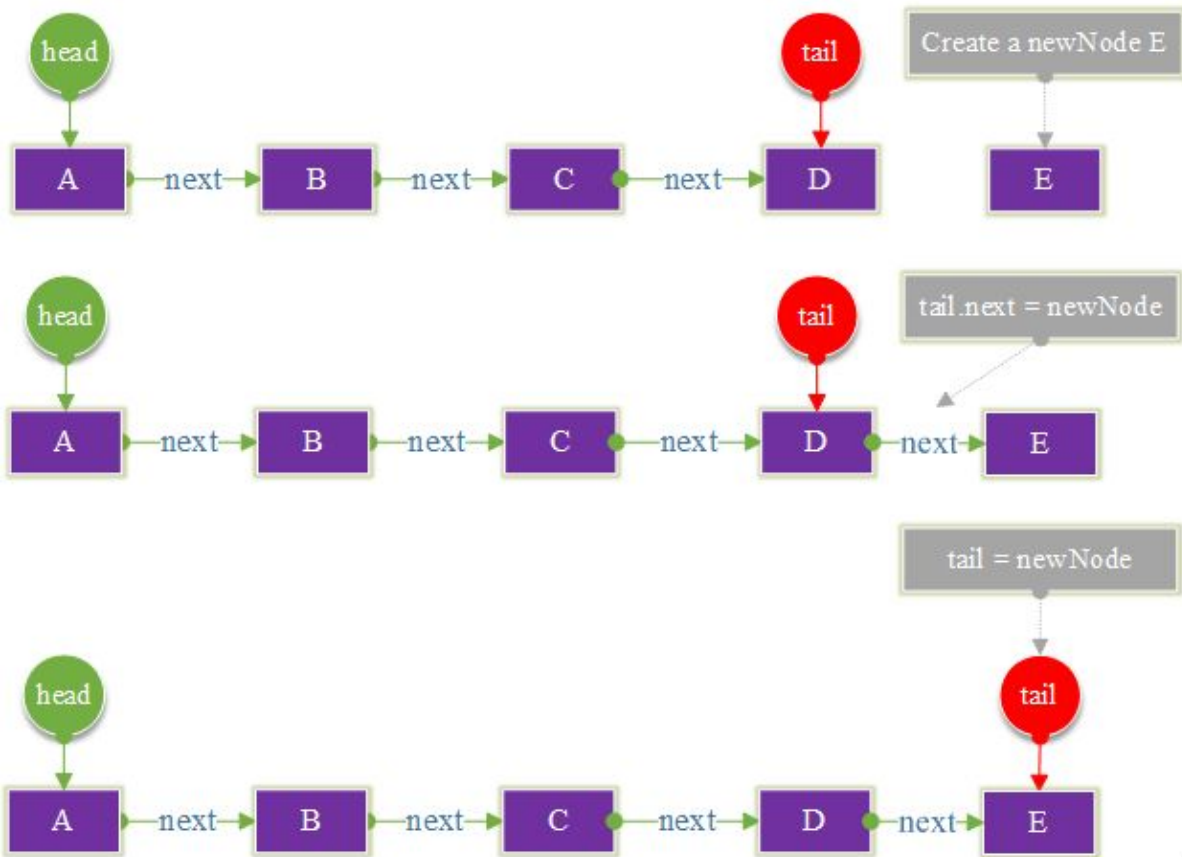 head
tail
Create a newNode E
A next B next C next D
E
head
tail
tail.next = newNode
A next B next C next D next E
tail = newNode
head
tail
A next B next C next D next E